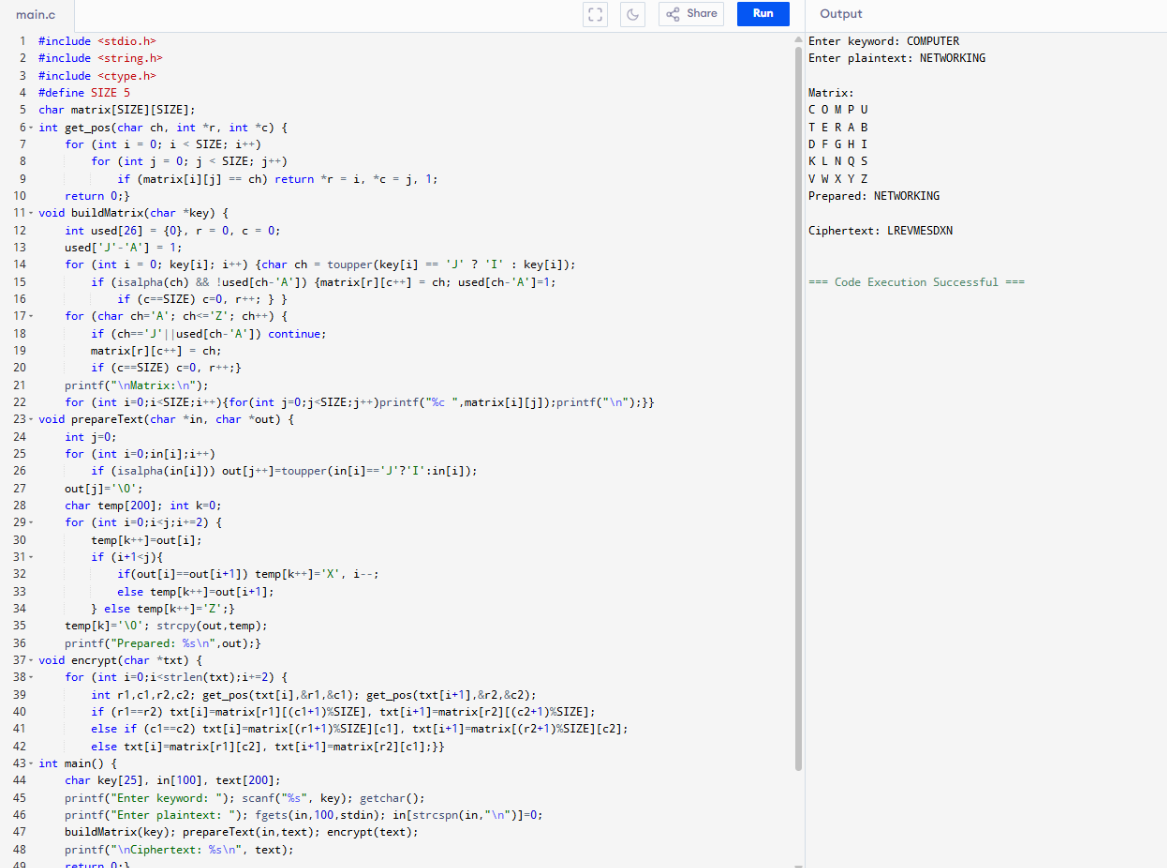 main.c
Share
Run
Output
1 #include <stdio.h>
2 #include <string.h>
3 #include <ctype.h>
4 #define SIZE 5
5 char matrix[SIZE][SIZE];
6 int get_pos(char ch, int *r, int *c) {
7     for (int i = 0; i < SIZE; i++)
8         for (int j = 0; j < SIZE; j++)
9             if (matrix[i][j] == ch) return *r = i, *c = j, 1;
10     return 0;}
11 void buildMatrix(char *key) {
12     int used[26] = {0}, r = 0, c = 0;
13     used['J'-'A'] = 1;
14     for (int i = 0; key[i]; i++) {char ch = toupper(key[i] == 'J' ? 'I' : key[i]);
15         if (isalpha(ch) && !used[ch-'A']) {matrix[r][c++] = ch; used[ch-'A']=1;
16             if (c==SIZE) c=0, r++; } }
17     for (char ch='A'; ch<='Z'; ch++) {
18         if (ch=='J'||used[ch-'A']) continue;
19         matrix[r][c++] = ch;
20         if (c==SIZE) c=0, r++;}
21     printf("\nMatrix:\n");
22     for (int i=0;i<SIZE;i++){for(int j=0;j<SIZE;j++)printf("%c ",matrix[i][j]);printf("\n");}}
23 void prepareText(char *in, char *out) {
24     int j=0;
25     for (int i=0;in[i];i++)
26         if (isalpha(in[i])) out[j++]=toupper(in[i]=='J'?'I':in[i]);
27     out[j]='\0';
28     char temp[200]; int k=0;
29     for (int i=0;i<j;i+=2) {
30         temp[k++]=out[i];
31         if (i+1<j){
32             if(out[i]==out[i+1]) temp[k++]='X', i--;
33             else temp[k++]=out[i+1];
34         } else temp[k++]='Z';}
35     temp[k]='\0'; strcpy(out,temp);
36     printf("Prepared: %s\n",out);}
37 void encrypt(char *txt) {
38     for (int i=0;i<strlen(txt);i+=2) {
39         int r1,c1,r2,c2; get_pos(txt[i],&r1,&c1); get_pos(txt[i+1],&r2,&c2);
40         if (r1==r2) txt[i]=matrix[r1][(c1+1)%SIZE], txt[i+1]=matrix[r2][(c2+1)%SIZE];
41         else if (c1==c2) txt[i]=matrix[(r1+1)%SIZE][c1], txt[i+1]=matrix[(r2+1)%SIZE][c2];
42         else txt[i]=matrix[r1][c2], txt[i+1]=matrix[r2][c1];}}
43 int main() {
44     char key[25], in[100], text[200];
45     printf("Enter keyword: "); scanf("%s", key); getchar();
46     printf("Enter plaintext: "); fgets(in,100,stdin); in[strcspn(in,"\n")]=0;
47     buildMatrix(key); prepareText(in,text); encrypt(text);
48     printf("\nCiphertext: %s\n", text);
49     return 0;}
Enter keyword: COMPUTER
Enter plaintext: NETWORKING
Matrix:
C O M P U
T E R A B
D F G H I
K L N Q S
V W X Y Z
Prepared: NETWORKING
Ciphertext: LREVMESDXN
=== Code Execution Successful ===